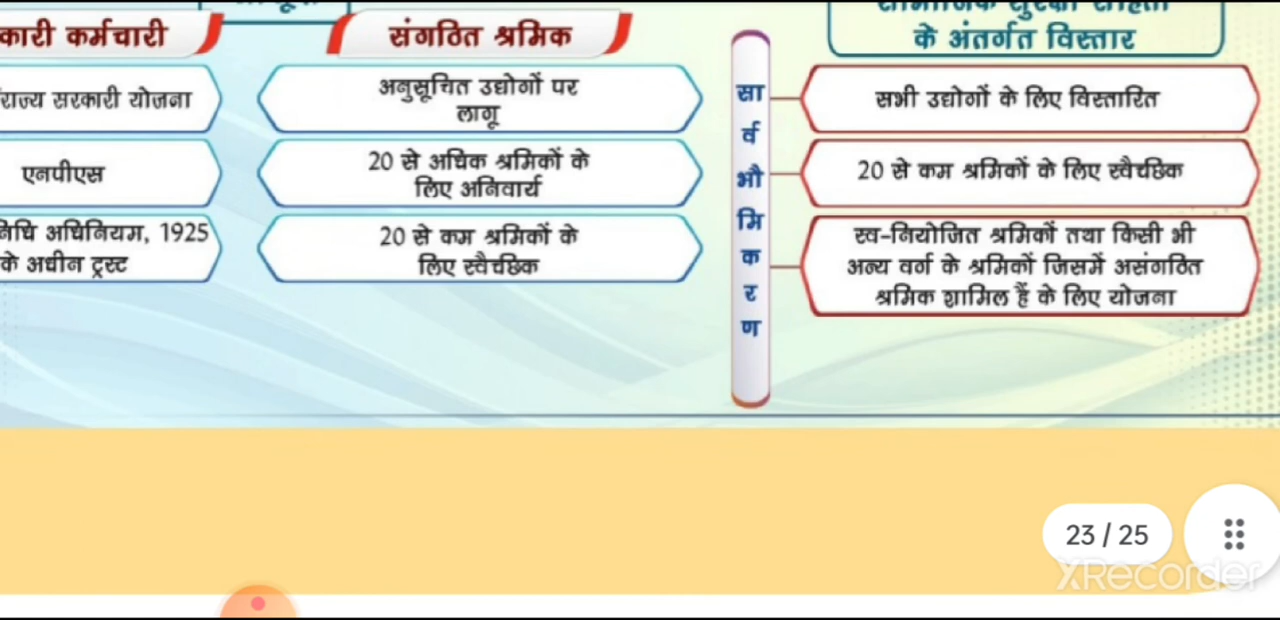 कारी कर्मचारी
राज्य सरकारी योजना
एनपीएस
निधि अधिनियम, 1925
के अधीन ट्रस्ट
संगठित श्रमिक
अनुसूचित उद्योगों पर
लागू
20 से अधिक श्रमिकों के
लिए अनिवार्य
20 से कम श्रमिकों के
लिए स्वैच्छिक
सा
र्व
भौ
मि
क
र
ण
सामाजिक सुरक्षा संहिता
के अंतर्गत विस्तार
सभी उद्योगों के लिए विस्तारित
20 से कम श्रमिकों के लिए स्वैच्छिक
स्व-नियोजित श्रमिकों तथा किसी भी
अन्य वर्ग के श्रमिकों जिसमें असंगठित
श्रमिक शामिल हैं के लिए योजना
23 / 25
XRecorder